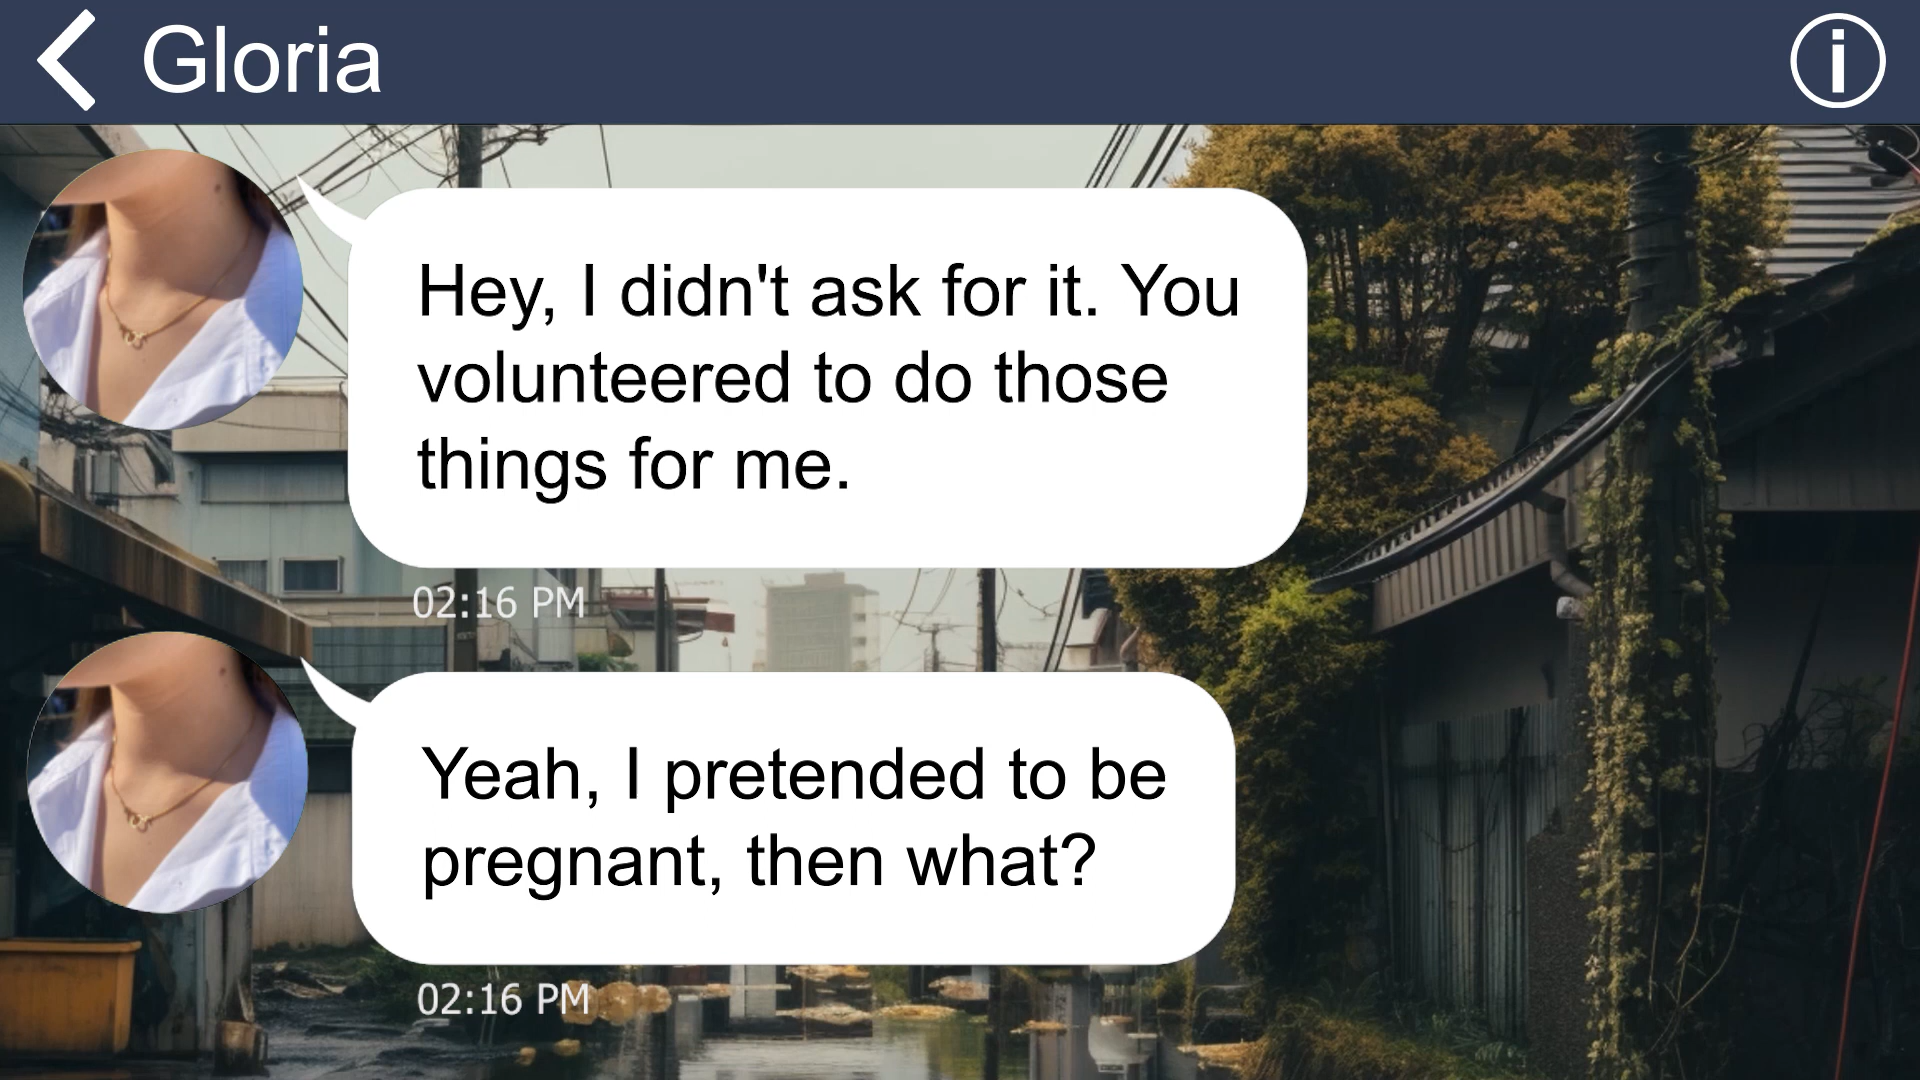 Gloria
Hey, I didn't ask for it. You
volunteered to do those
things for me.
02:16 PM
Yeah, I pretended to be
pregnant, then what?
02:16 PM